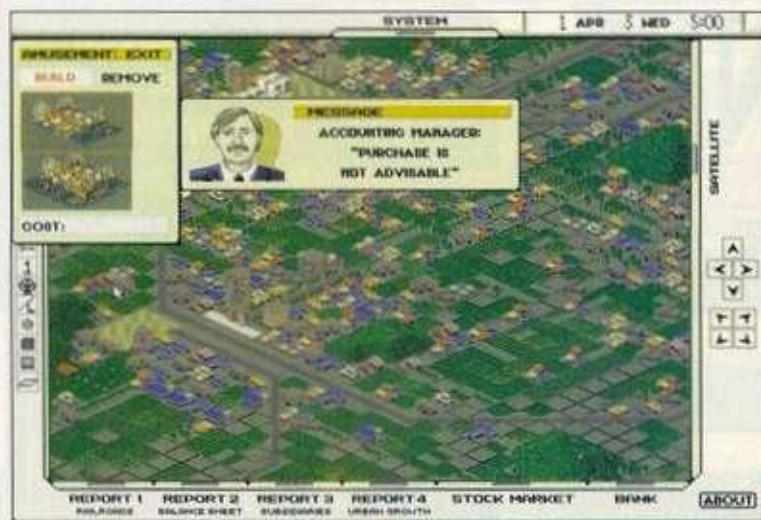 SYSTEM
1 APR 3 WED 5:00
AMUSEMENT: EXIT
BUILD REMOVE
COST:
MESSAGE
ACCOUNTING MANAGER:
"PURCHASE IS
NOT ADVISABLE"
SATELLITE
REPORT 1 REPORT 2 REPORT 3 REPORT 4 STOCK MARKET BANK ABOUT
RAILROADS BALANCE SHEET SUBSIDIARIES URBAN GROWTH